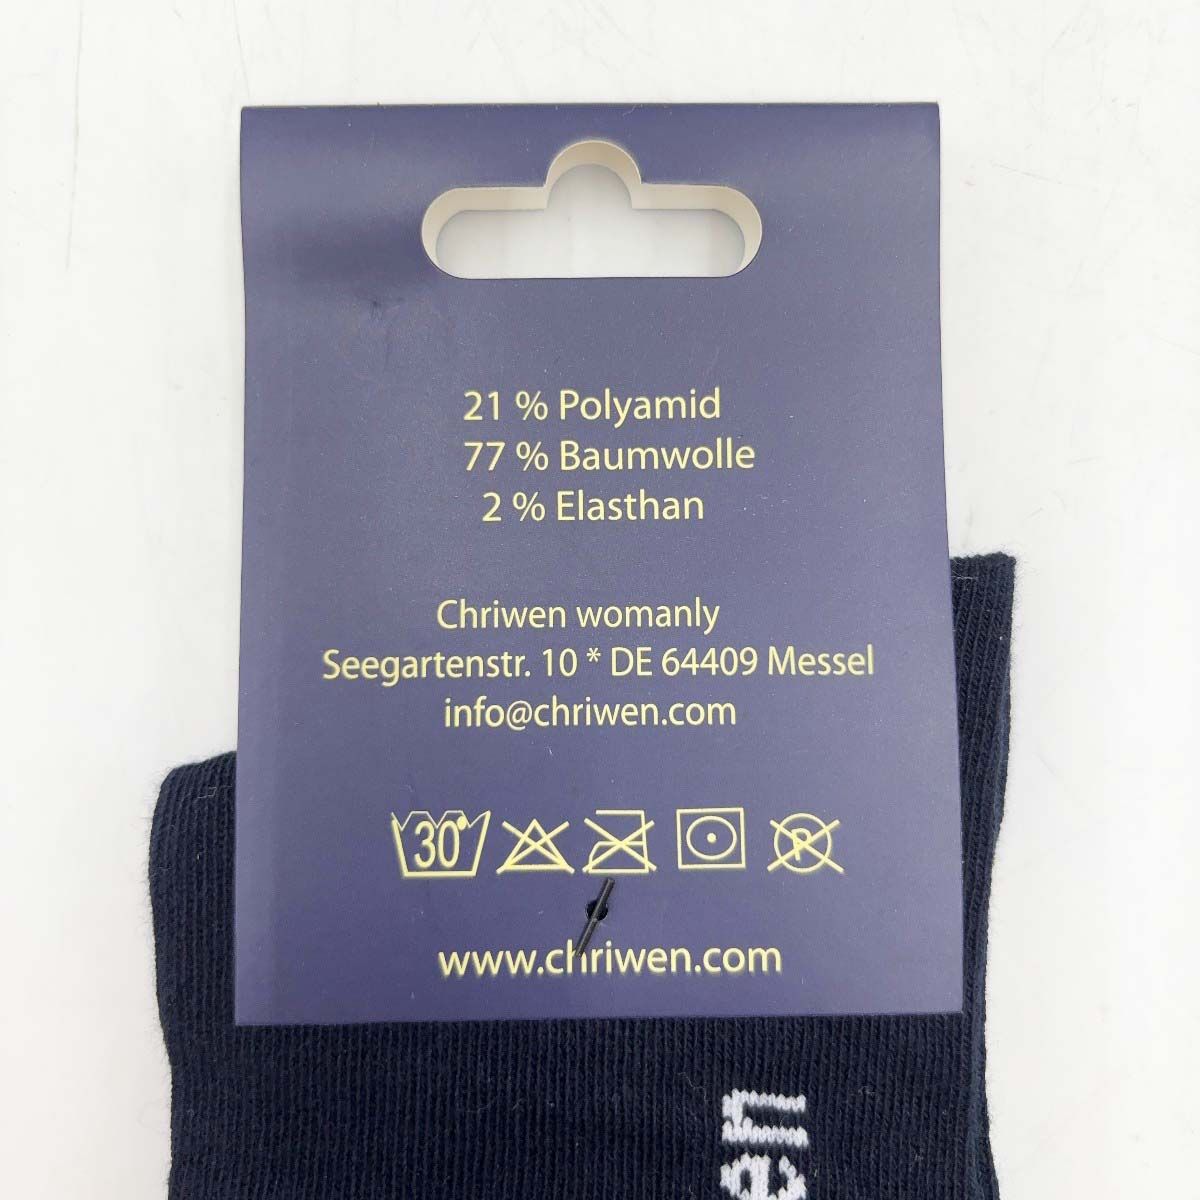 21 % Polyamid
77 % Baumwolle
2 % Elasthan
Chriwen womanly
Seegartenstr. 10 * DE 64409 Messel
info@chriwen.com
30°
P
www.chriwen.com
en